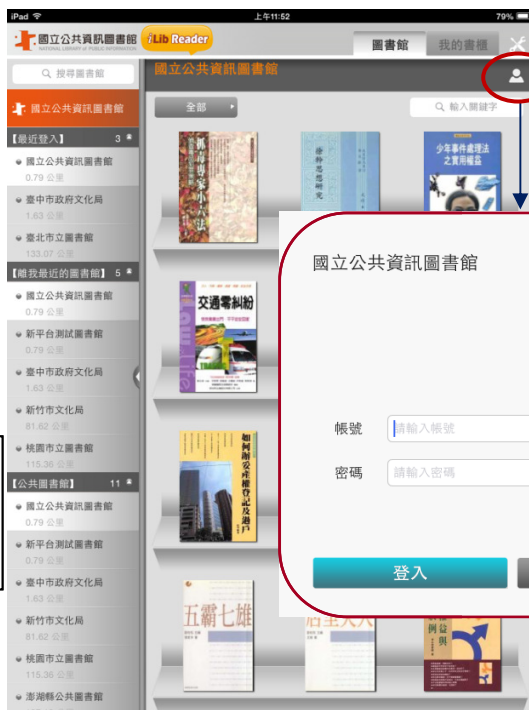 iPad
上午11:52
79%
國立公共資訊圖書館
NATIONAL LIBRARY of PUBLIC INFORMATION
iLib Reader
圖書館
我的書櫃
搜尋圖書館
國立公共資訊圖書館
國立公共資訊圖書館
全部
輸入關鍵字
【最近登入】 3
國立公共資訊圖書館
0.79 公里
臺中市政府文化局
1.63 公里
臺北市立圖書館
133.07 公里
【離我最近的圖書館】 5
國立公共資訊圖書館
0.79 公里
新平台測試圖書館
0.79 公里
臺中市政府文化局
1.63 公里
新竹市文化局
81.62 公里
桃園市立圖書館
115.36 公里
【公共圖書館】 11
國立公共資訊圖書館
0.79 公里
新平台測試圖書館
0.79 公里
臺中市政府文化局
1.63 公里
新竹市文化局
81.62 公里
桃園市立圖書館
115.36 公里
澎湖縣公共圖書館
少年事件處理法
之實用權益
交通零糾紛
如何辦妥產權登記及過戶
五霸七雄
國立公共資訊圖書館
帳號
請輸入帳號
密碼
請輸入密碼
登入